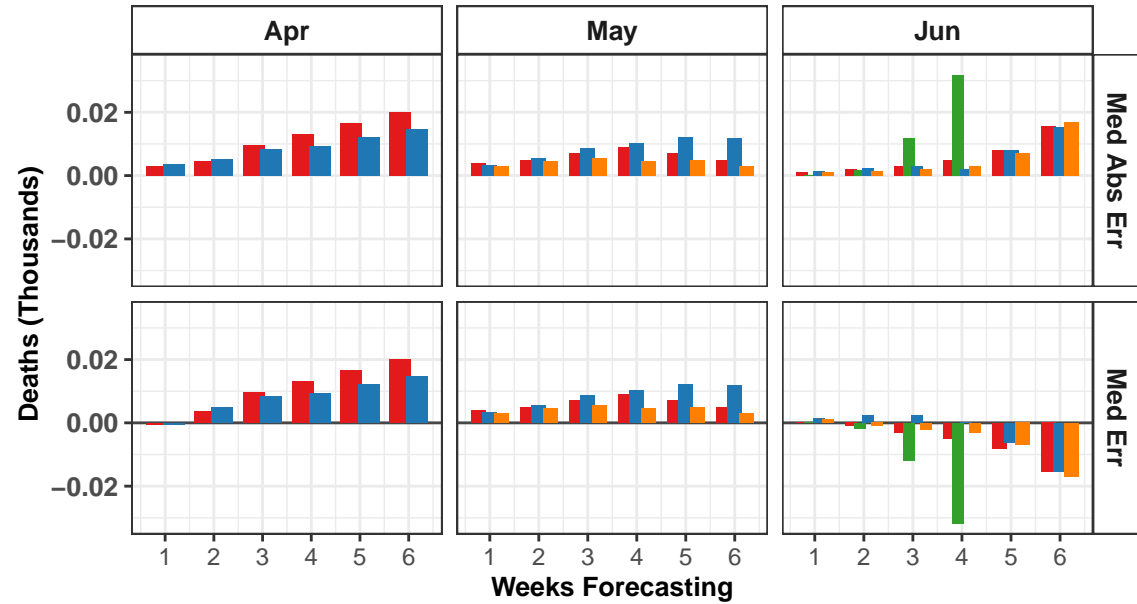 Apr May Jun
Deaths (Thousands)
0.02
0.00
−0.02
Med Abs Err
0.02
0.00
−0.02
Med Err
1 2 3 4 5 6 1 2 3 4 5 6 1 2 3 4 5 6
Weeks Forecasting